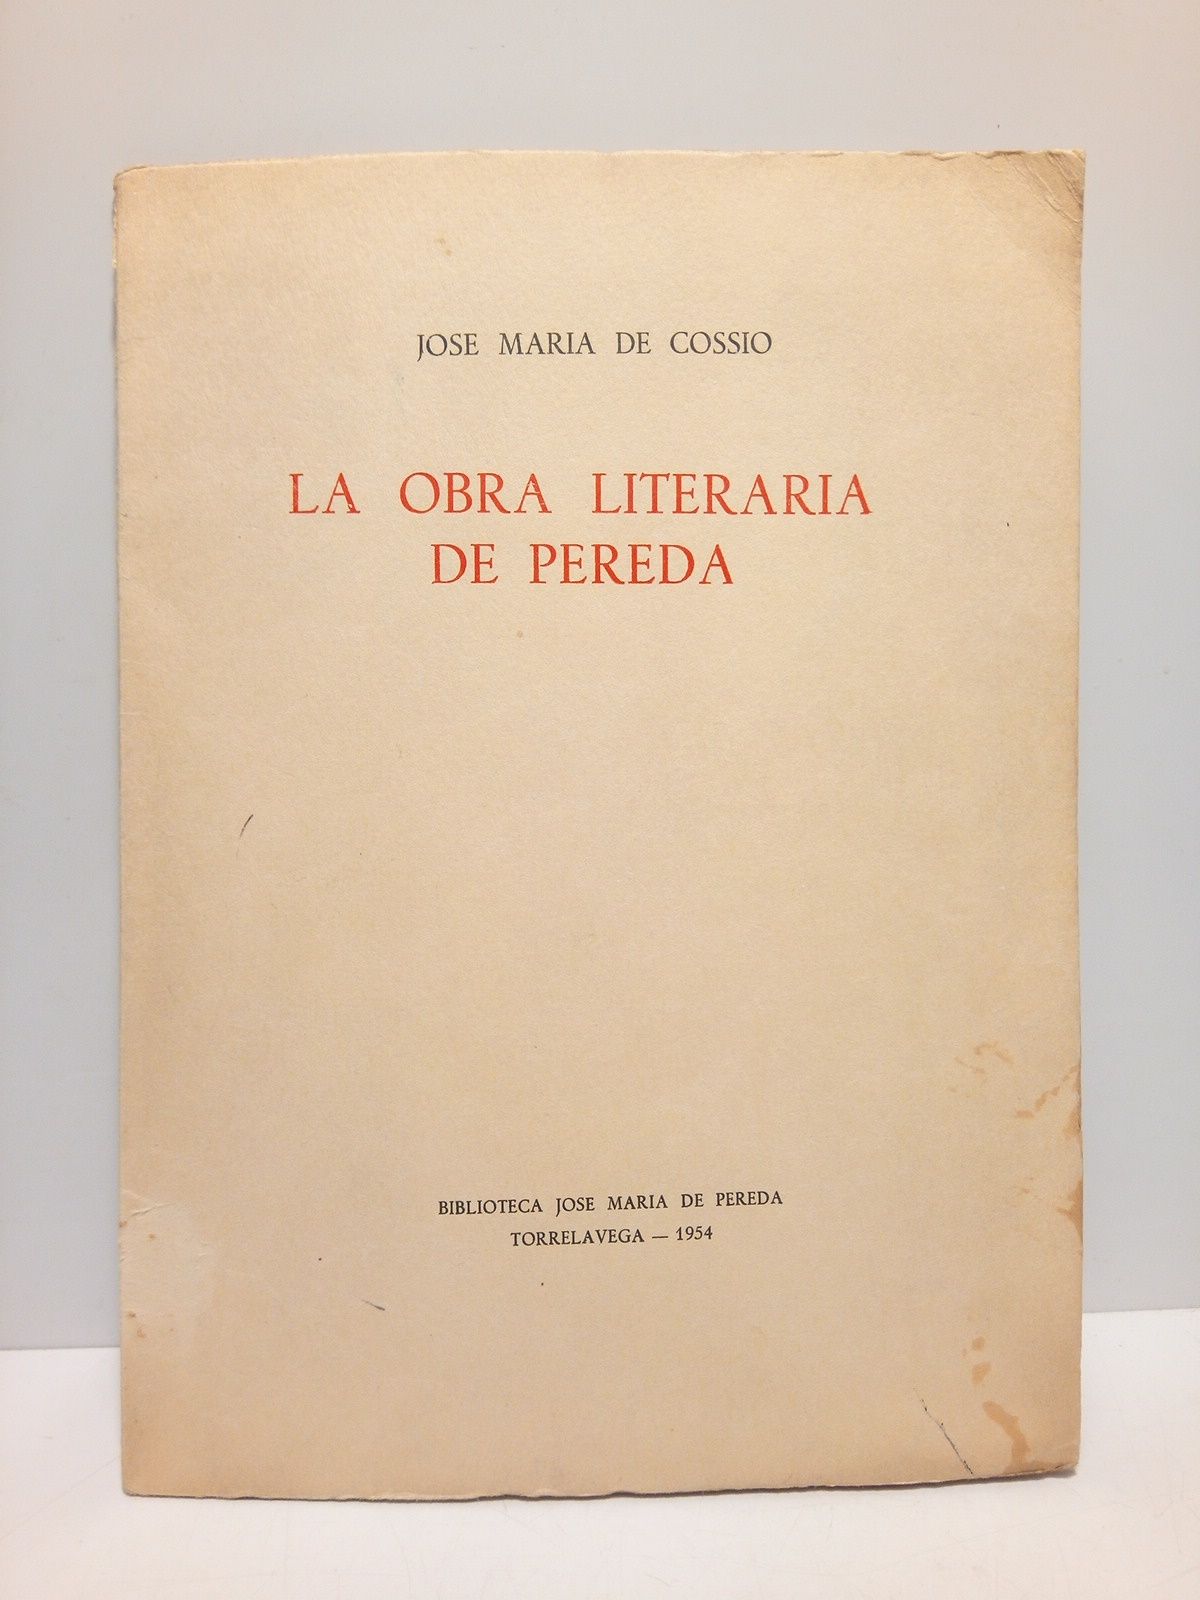 JOSE MARIA DE COSSIO
LA OBRA LITERARIA
DE PEREDA
BIBLIOTECA JOSE MARIA DE PEREDA
TORRELAVEGA — 1954